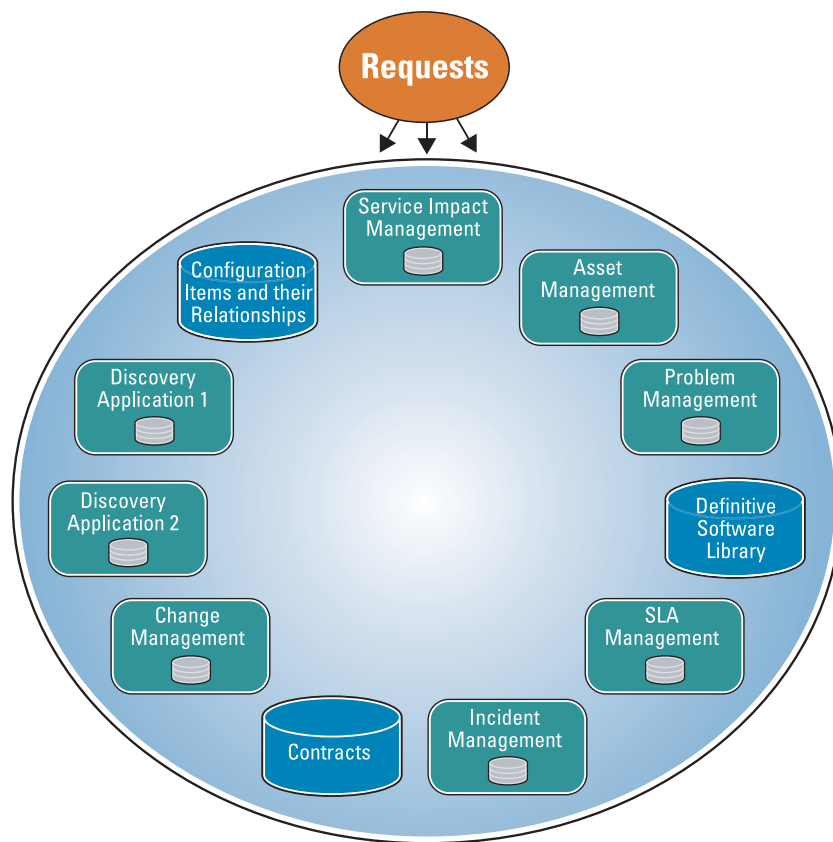 Requests
Service Impact
Management
Configuration
Items and their
Relationships
Asset
Management
Discovery
Application 1
Problem
Management
Discovery
Application 2
Definitive
Software
Library
Change
Management
SLA
Management
Contracts
Incident
Management